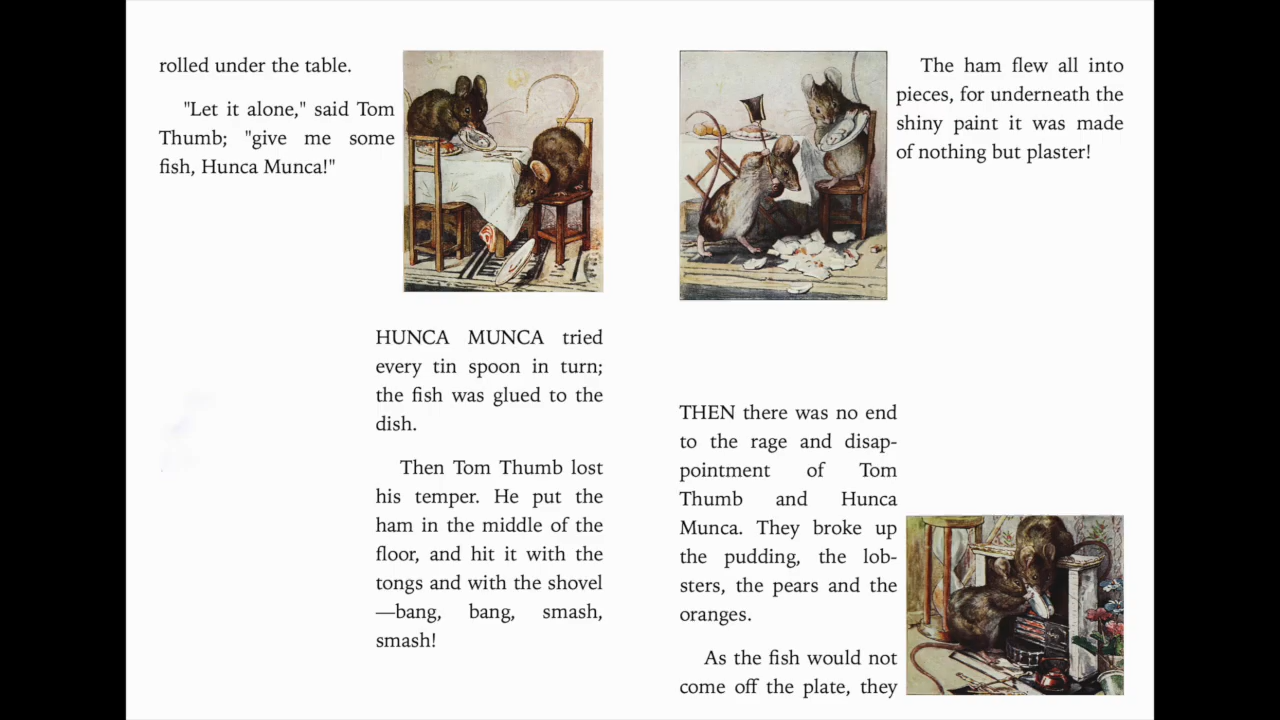 rolled under the table.
"Let it alone," said Tom
Thumb; "give me some
fish, Hunca Munca!"
HUNCA MUNCA tried
every tin spoon in turn;
the fish was glued to the
dish.
Then Tom Thumb lost
his temper. He put the
ham in the middle of the
floor, and hit it with the
tongs and with the shovel
—bang, bang, smash,
smash!
The ham flew all into
pieces, for underneath the
shiny paint it was made
of nothing but plaster!
THEN there was no end
to the rage and disap-
pointment of Tom
Thumb and Hunca
Munca. They broke up
the pudding, the lob-
sters, the pears and the
oranges.
As the fish would not
come off the plate, they